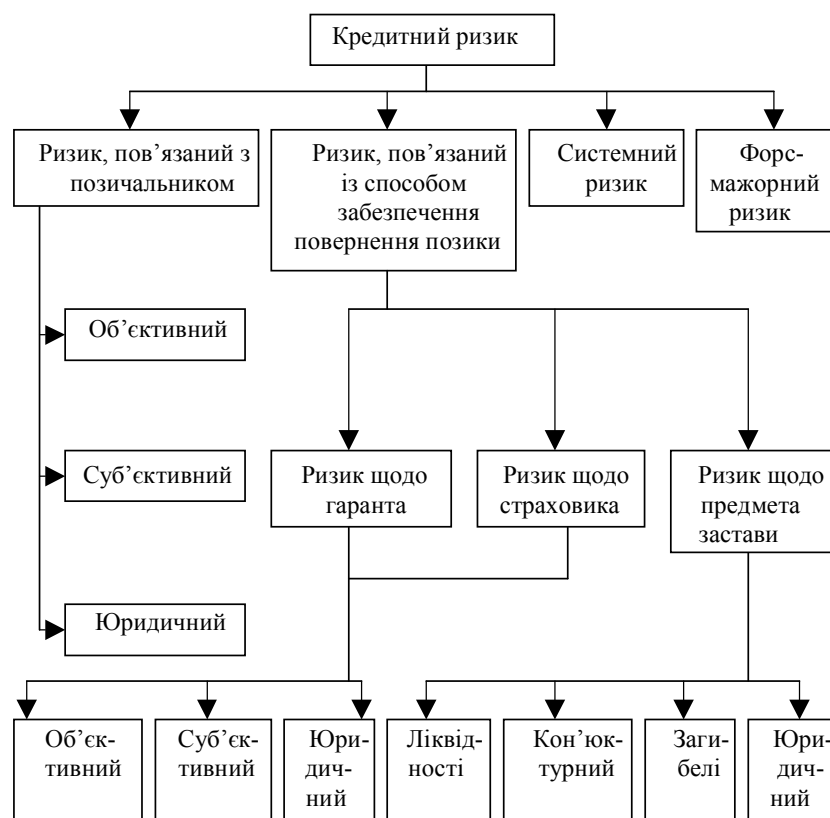 Кредитний ризик
Ризик, пов’язаний з
позичальником
Ризик, пов’язаний
із способом
забезпечення
повернення позики
Системний
ризик
Форс-
мажорний
ризик
Об’єктивний
Суб’єктивний
Юридичний
Ризик щодо
гаранта
Ризик щодо
страховика
Ризик щодо
предмета
застави
Об’єк-
тивний
Суб’єк-
тивний
Юри-
дич-
ний
Ліквід-
ності
Кон’юк-
турний
Заги-
белі
Юри-
дич-
ний